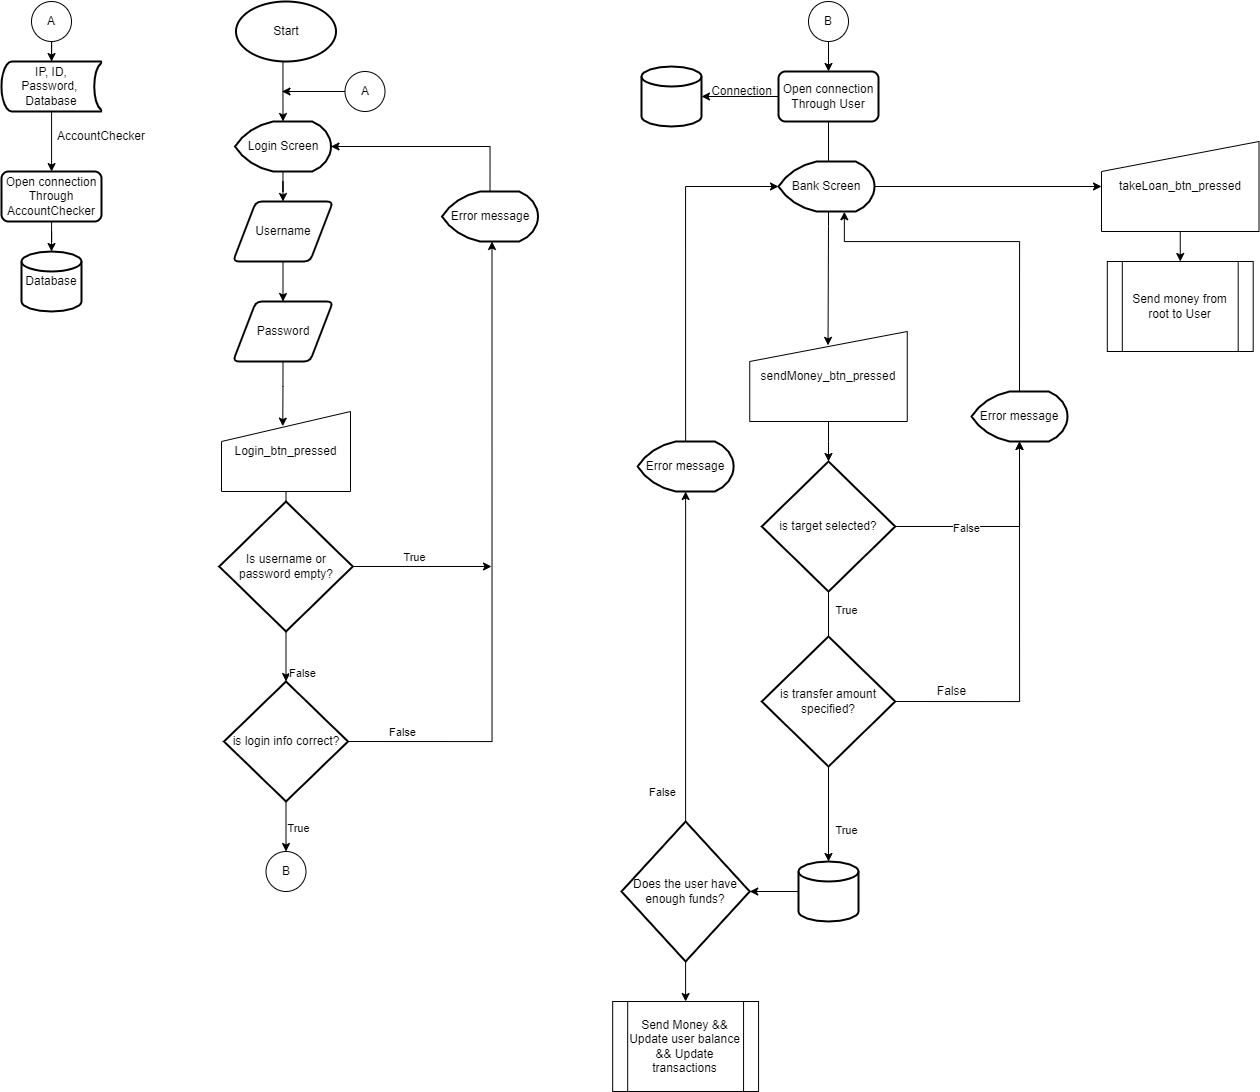 A
IP, ID,
Password,
Database
AccountChecker
Open connection
Through
AccountChecker
Database
Start
A
Login Screen
Error message
Username
Password
Login_btn_pressed
Is username or
password empty?
True
False
is login info correct?
False
True
B
B
Open connection
Through User
Connection
Bank Screen
takeLoan_btn_pressed
Send money from
root to User
sendMoney_btn_pressed
Error message
Error message
is target selected?
False
True
is transfer amount
specified?
False
True
False
Does the user have
enough funds?
Send Money &&
Update user balance
&& Update
transactions